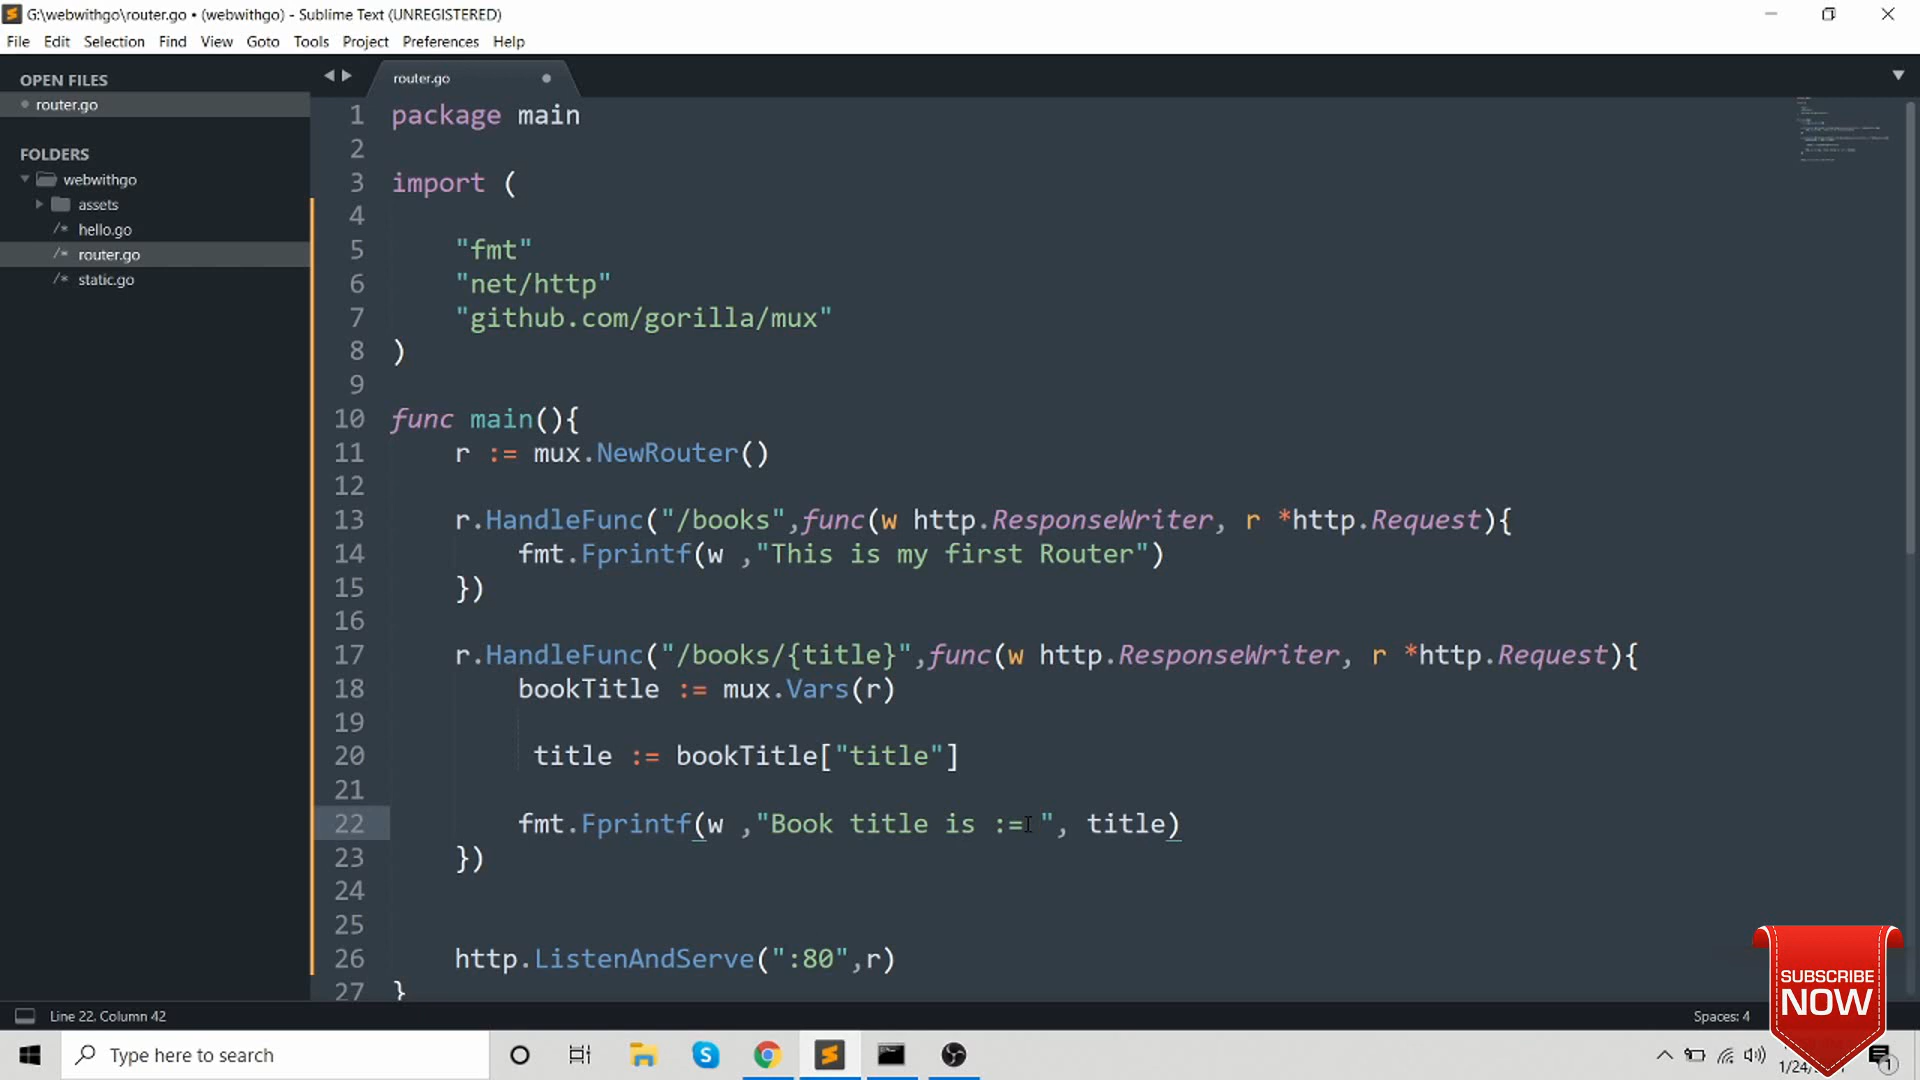 G:\webwithgo\router.go • (webwithgo) - Sublime Text (UNREGISTERED)
File Edit Selection Find View Goto Tools Project Preferences Help
OPEN FILES
router.go
FOLDERS
webwithgo
assets
/* hello.go
/* router.go
/* static.go
router.go
1 package main
2
3 import (
4
5 "fmt"
6 "net/http"
7 "github.com/gorilla/mux"
8 )
9
10 func main(){
11 r := mux.NewRouter()
12
13 r.HandleFunc("/books",func(w http.ResponseWriter, r *http.Request){
14 fmt.Fprintf(w ,"This is my first Router")
15 })
16
17 r.HandleFunc("/books/{title}",func(w http.ResponseWriter, r *http.Request){
18 bookTitle := mux.Vars(r)
19
20 title := bookTitle["title"]
21
22 fmt.Fprintf(w ,"Book title is := ", title)
23 })
24
25
26 http.ListenAndServe(":80",r)
27 }
Line 22, Column 42
Spaces: 4
SUBSCRIBE
NOW
Type here to search
1